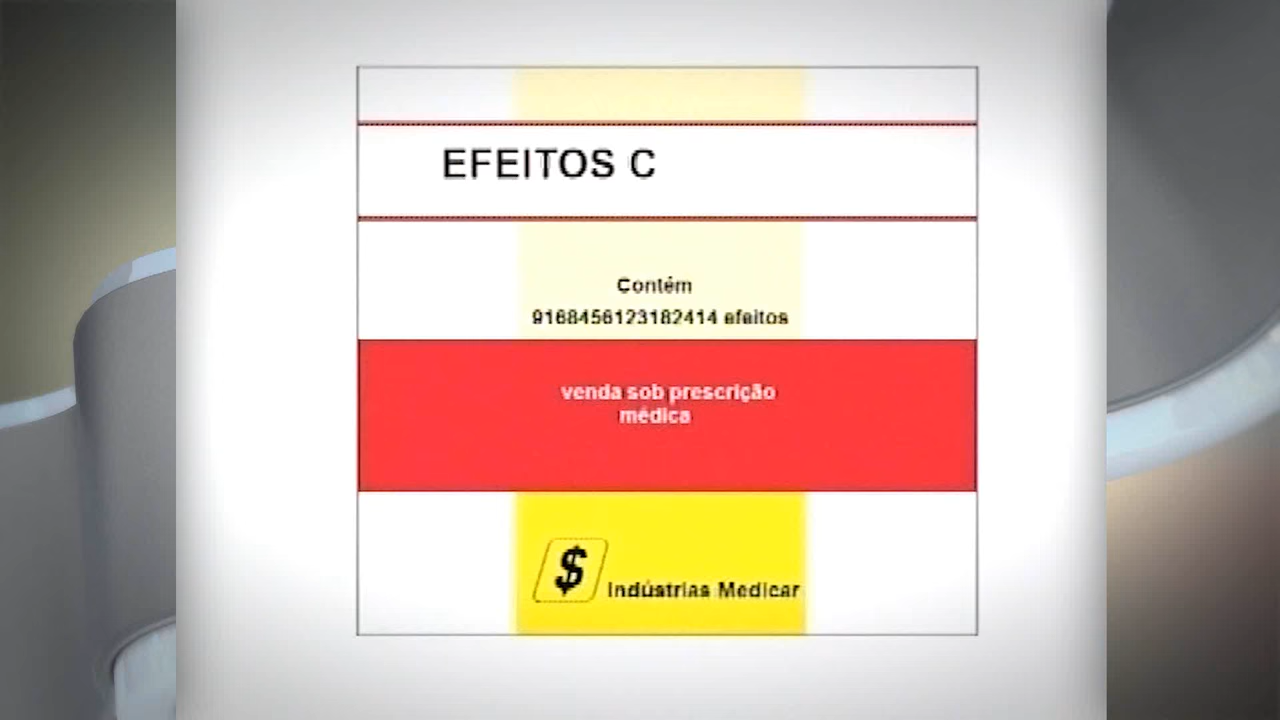 EFEITOS C
Contém
9168456123182414 efeitos
venda sob prescrição
médica
$ Indústrias Medicar